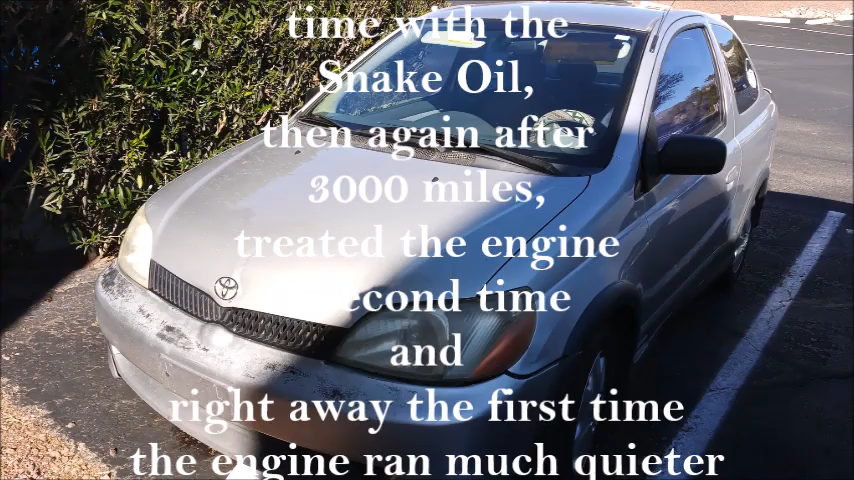 time with the
Snake Oil,
then again after
3000 miles,
treated the engine
second time
and
right away the first time
the engine ran much quieter